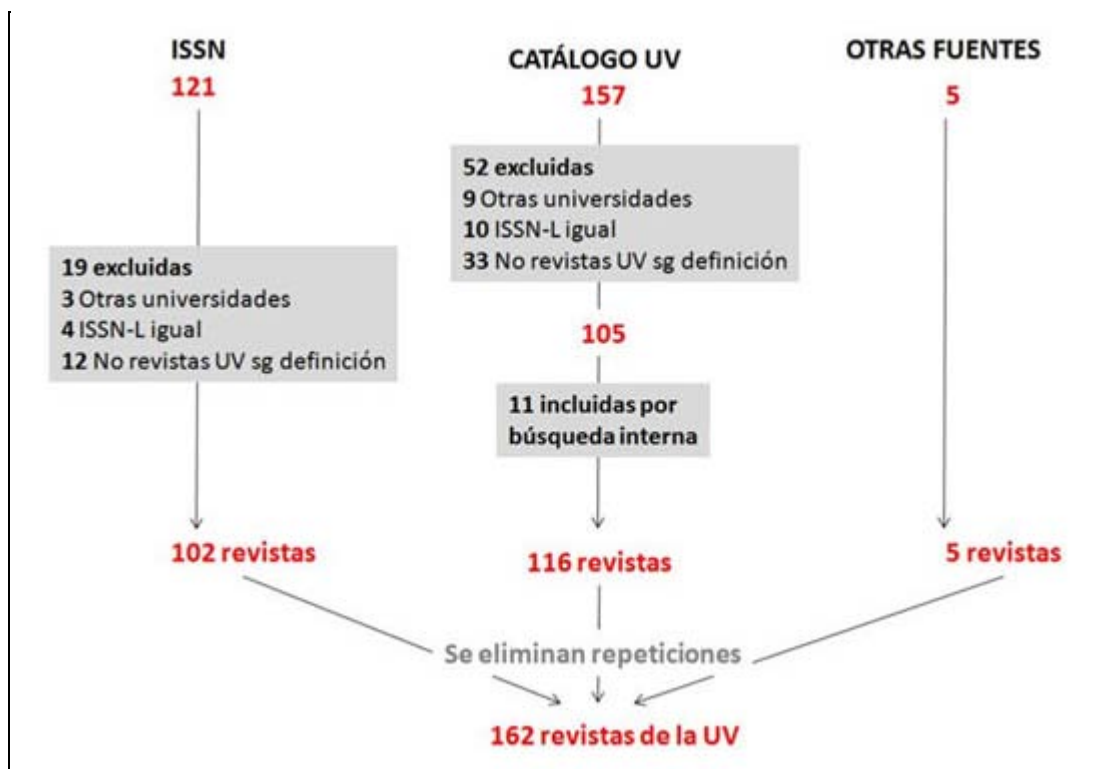 ISSN
121
CATÁLOGO UV
157
OTRAS FUENTES
5
52 excluidas
9 Otras universidades
10 ISSN-L igual
33 No revistas UV sg definición
19 excluidas
3 Otras universidades
4 ISSN-L igual
12 No revistas UV sg definición
105
11 incluidas por
búsqueda interna
102 revistas
116 revistas
5 revistas
Se eliminan repeticiones
162 revistas de la UV